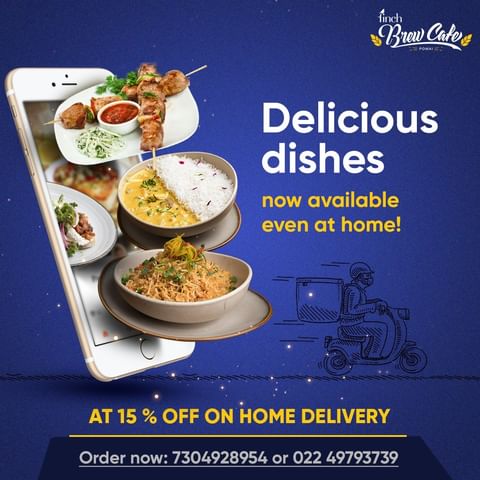 finch
Brew Cafe
POWAI
Delicious
dishes
now available
even at home!
AT 15 % OFF ON HOME DELIVERY
Order now: 7304928954 or 022 49793739